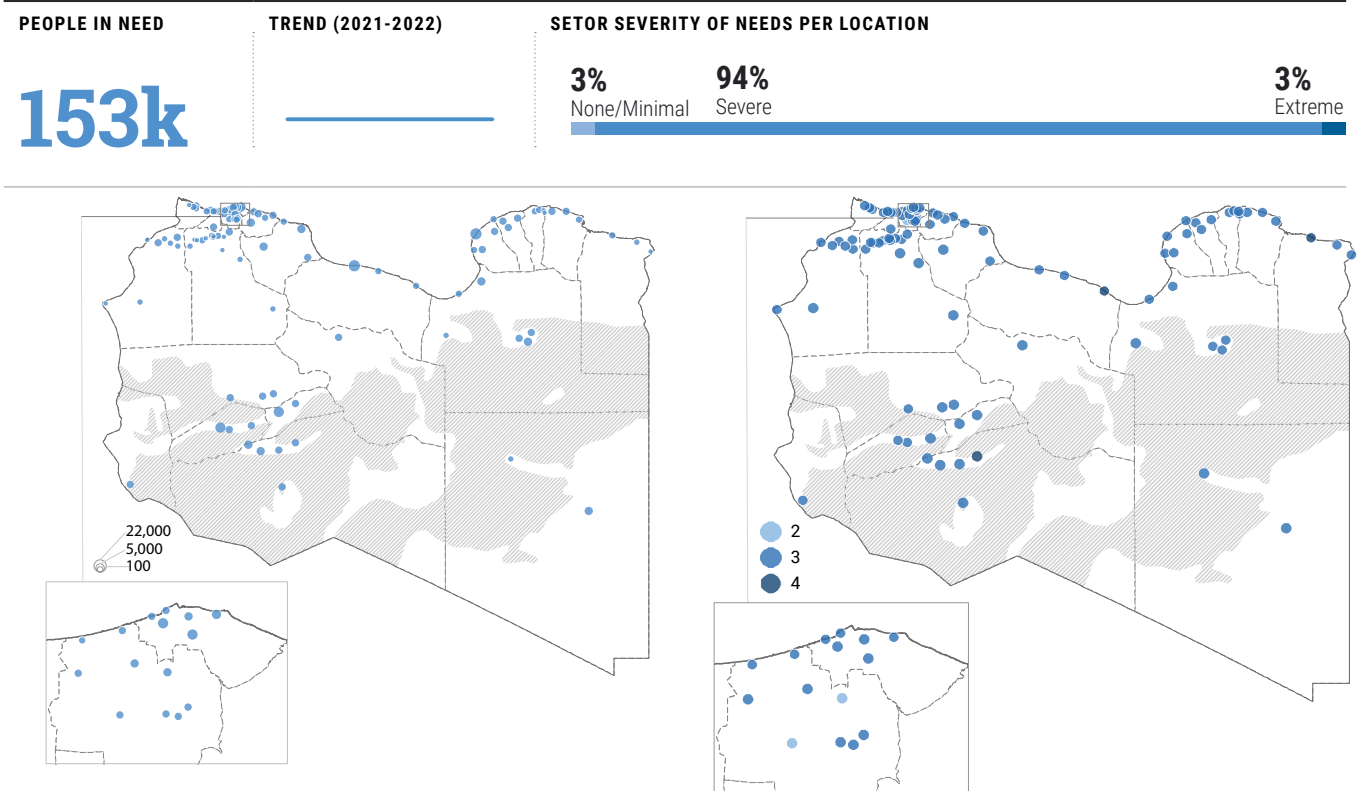 PEOPLE IN NEED
TREND (2021-2022)
SETOR SEVERITY OF NEEDS PER LOCATION
153k
3%
None/Minimal
94%
Severe
3%
Extreme
22,000
5,000
100
2
3
4